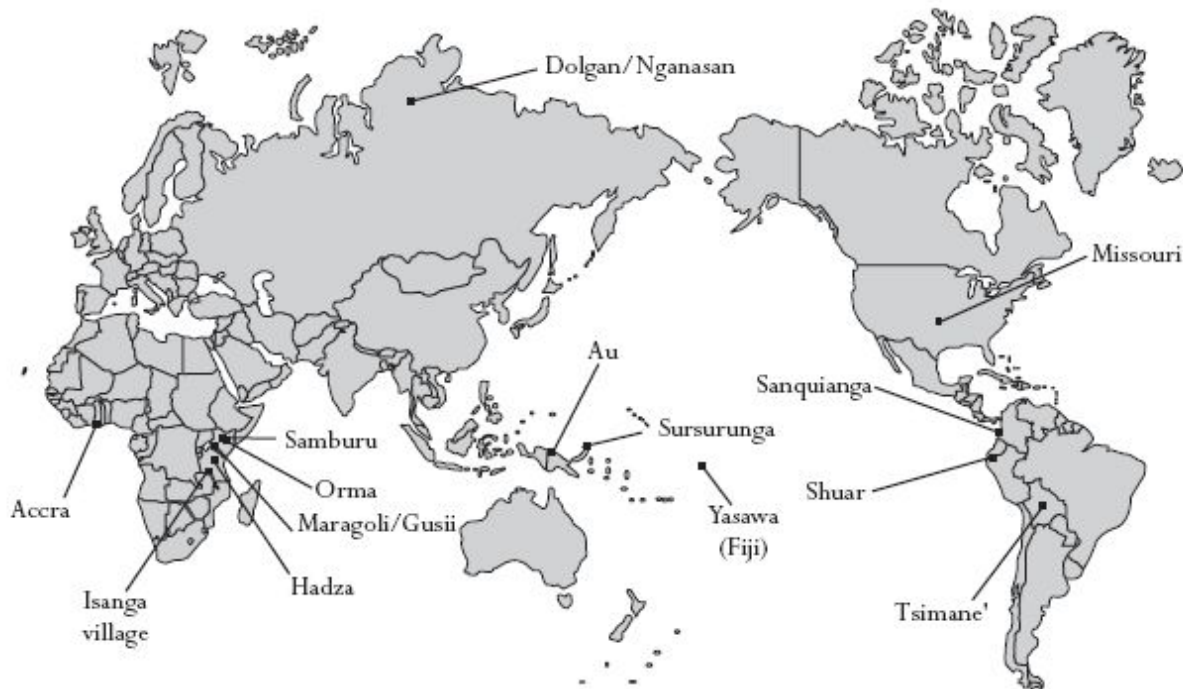 Dolgan/Nganasan
Missouri
Au
Sanquianga
Samburu
Sursurunga
Shuar
Orma
Accra
Maragoli/Gusii
Yasawa
(Fiji)
Hadza
Isanga
village
Tsimane'